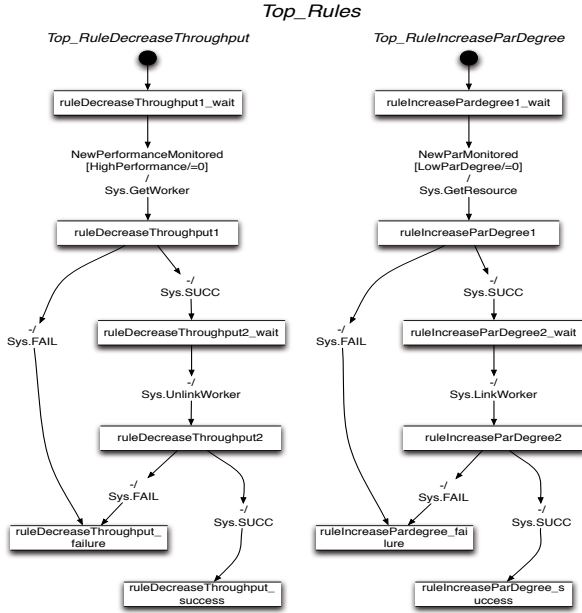 Top_Rules
Top_RuleDecreaseThroughput
ruleDecreaseThroughput1_wait
NewPerformanceMonitored
[HighPerformance/=0]
/
Sys.GetWorker
ruleDecreaseThroughput1
-/
Sys.SUCC
-/
Sys.FAIL
ruleDecreaseThroughput2_wait
-/
Sys.UnlinkWorker
ruleDecreaseThroughput2
-/
Sys.FAIL
-/
Sys.SUCC
ruleDecreaseThroughput_
failure
ruleDecreaseThroughput_
success
Top_RuleIncreaseParDegree
ruleIncreasePardegree1_wait
NewParMonitored
[LowParDegree/=0]
/
Sys.GetResource
ruleIncreaseParDegree1
-/
Sys.SUCC
-/
Sys.FAIL
ruleIncreaseParDegree2_wait
-/
Sys.LinkWorker
ruleIncreaseParDegree2
-/
Sys.FAIL
-/
Sys.SUCC
ruleIncreasePardegree_fai
lure
ruleIncreaseParDegree_s
uccess